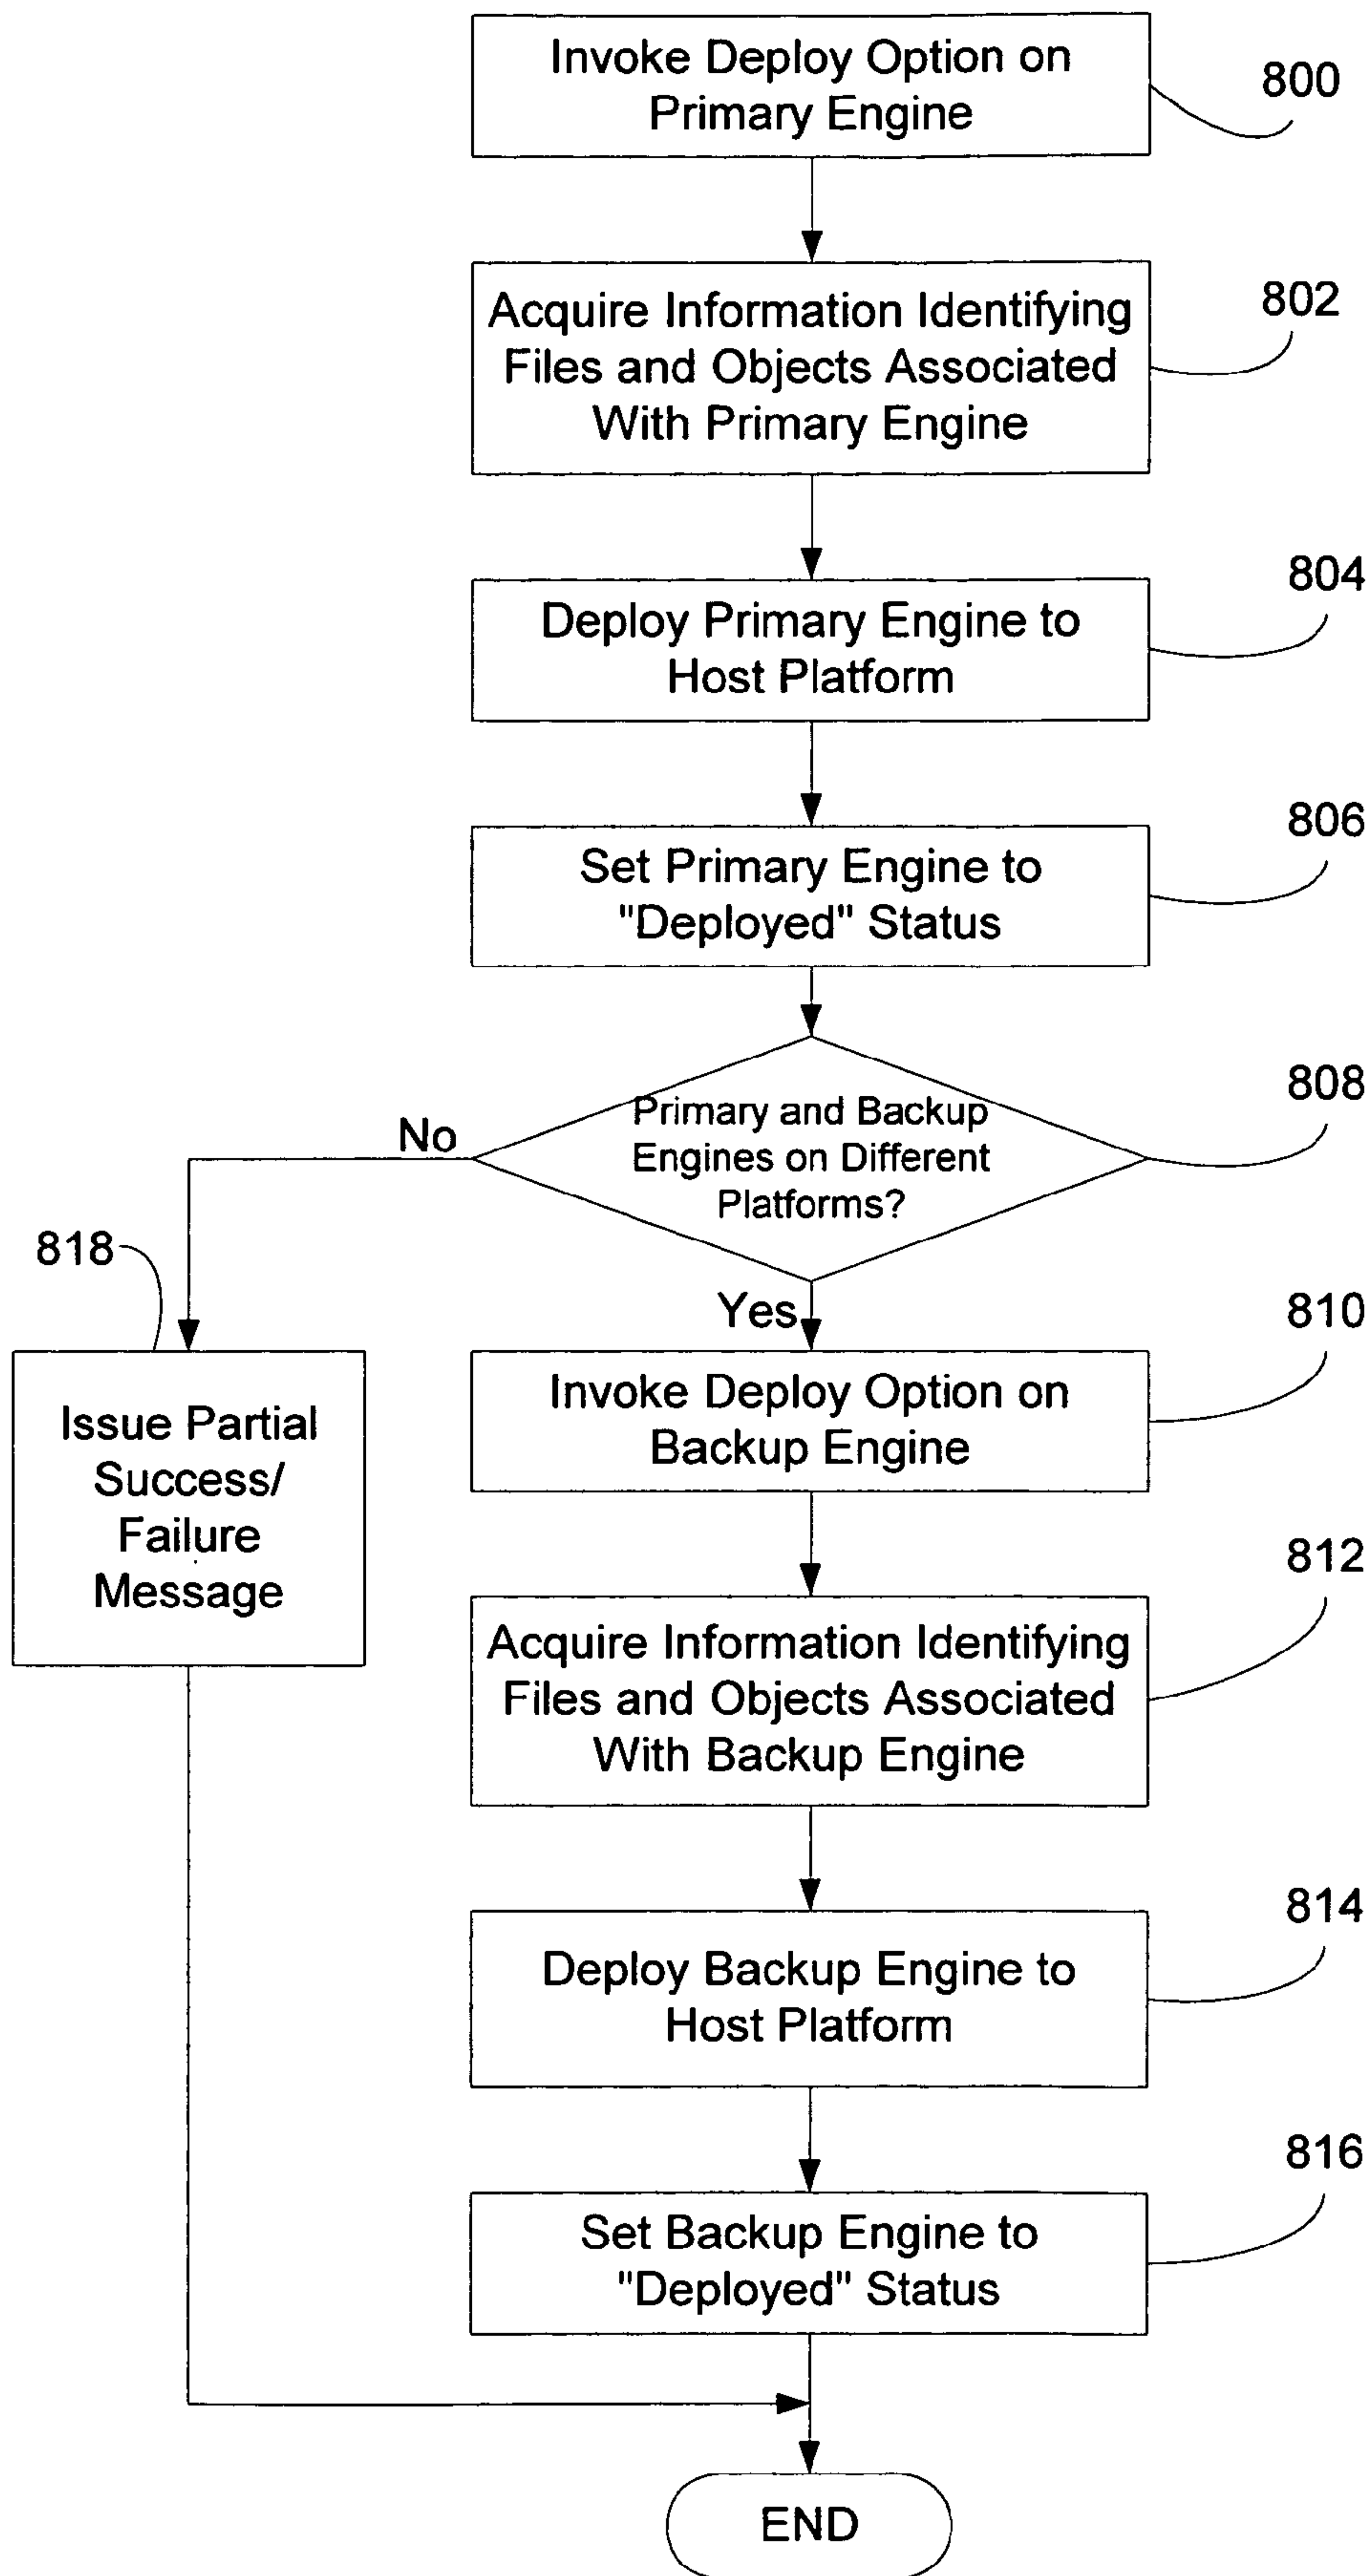 Invoke Deploy Option on
Primary Engine
800
Acquire Information Identifying
Files and Objects Associated
With Primary Engine
802
Deploy Primary Engine to
Host Platform
804
Set Primary Engine to
"Deployed" Status
806
Primary and Backup
Engines on Different
Platforms?
808
No
Yes
818
Issue Partial
Success/
Failure
Message
Invoke Deploy Option on
Backup Engine
810
Acquire Information Identifying
Files and Objects Associated
With Backup Engine
812
Deploy Backup Engine to
Host Platform
814
Set Backup Engine to
"Deployed" Status
816
END